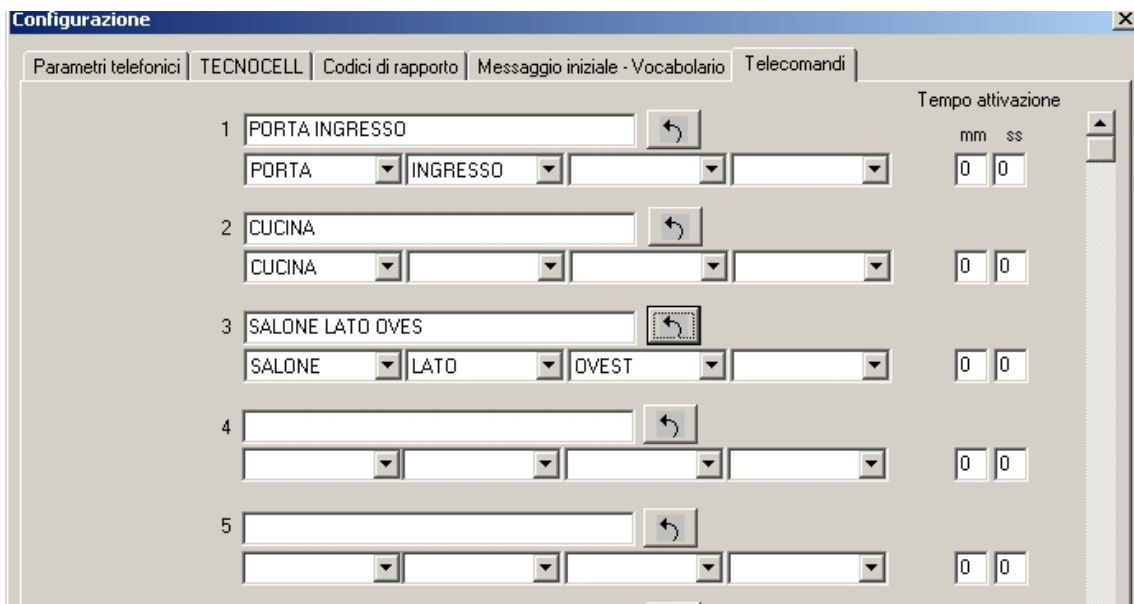 Configurazione
Parametri telefonici TECNOCELL Codici di rapporto Messaggio iniziale - Vocabolario Telecomandi
Tempo attivazione
mm ss
1 PORTA INGRESSO
PORTA INGRESSO 0 0
2 CUCINA
CUCINA 0 0
3 SALONE LATO OVES
SALONE LATO OVEST 0 0
4
0 0
5
0 0